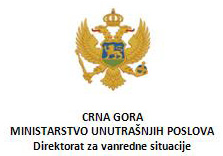 CRNA GORA
MINISTARSTVO UNUTRAŠNJIH POSLOVA
Direktorat za vanredne situacije